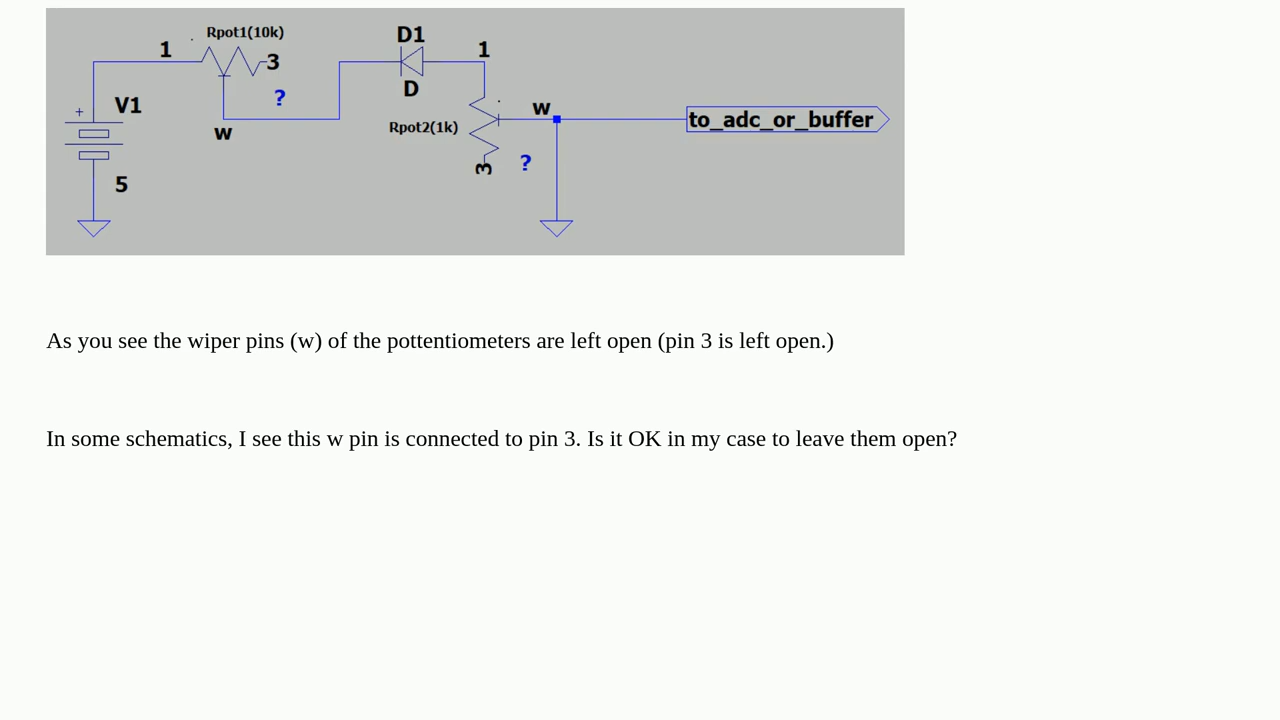 Rpot1(10k)
1
3
?
w
+
V1
5
D1
D
1
Rpot2(1k)
w
3
?
to_adc_or_buffer
As you see the wiper pins (w) of the pottentiometers are left open (pin 3 is left open.)
In some schematics, I see this w pin is connected to pin 3. Is it OK in my case to leave them open?